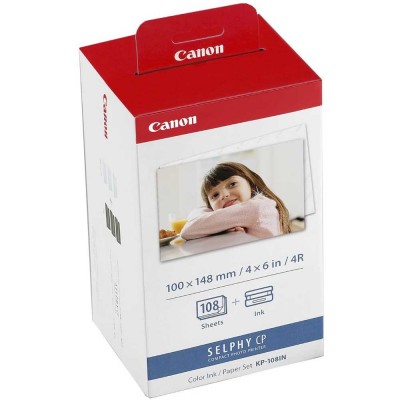 Canon
Canon
100 × 148 mm / 4 × 6 in / 4R
108
+
Sheets
Ink
SELPHY CP
COMPACT PHOTO PRINTER
Color Ink / Paper Set KP-108IN